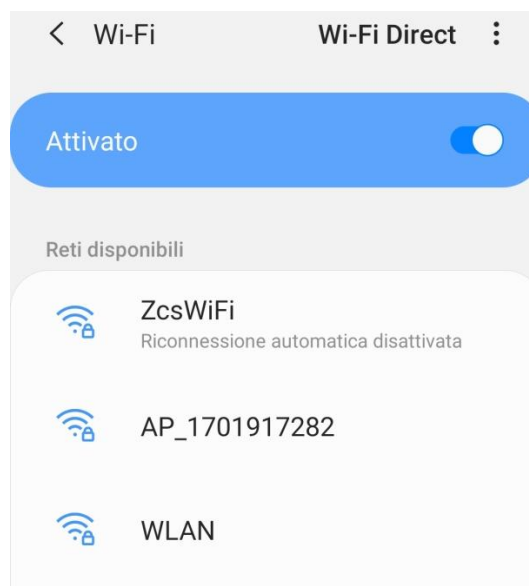 Wi-Fi Wi-Fi Direct
Attivato
Reti disponibili
ZcsWiFi
Riconnessione automatica disattivata
AP_1701917282
WLAN